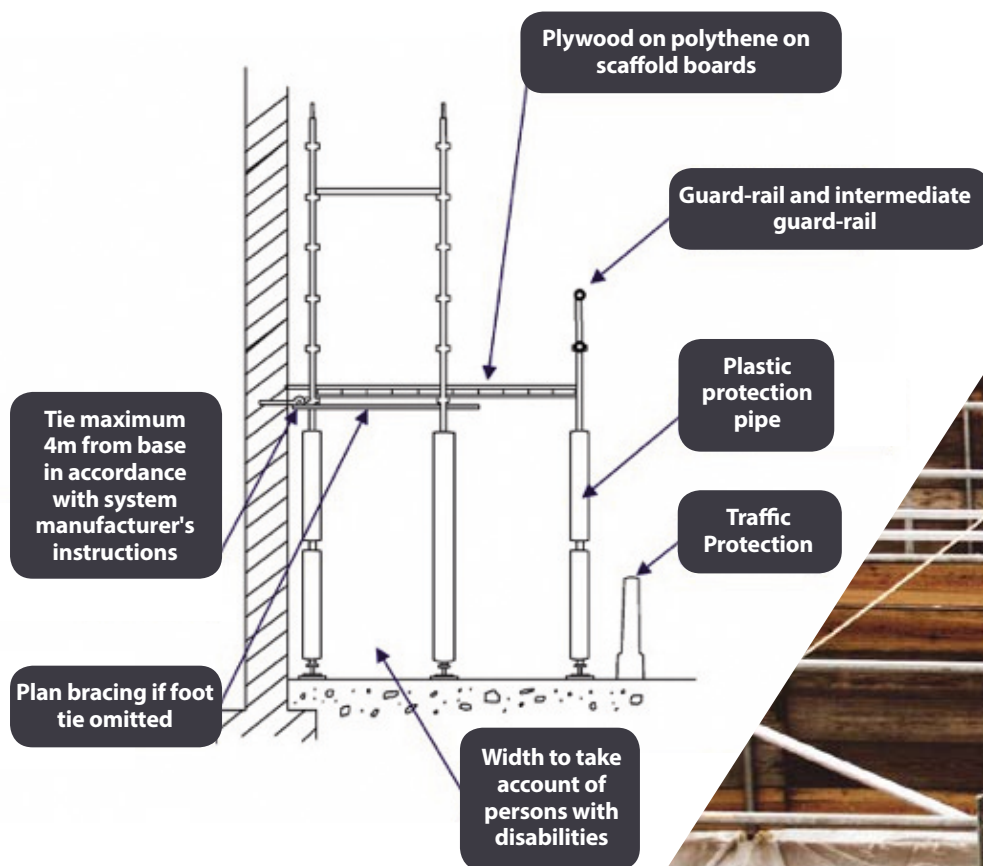 Plywood on polythene on
scaffold boards
Guard-rail and intermediate
guard-rail
Plastic
protection
pipe
Tie maximum
4m from base
in accordance
with system
manufacturer's
instructions
Traffic
Protection
Plan bracing if foot
tie omitted
Width to take
account of
persons with
disabilities